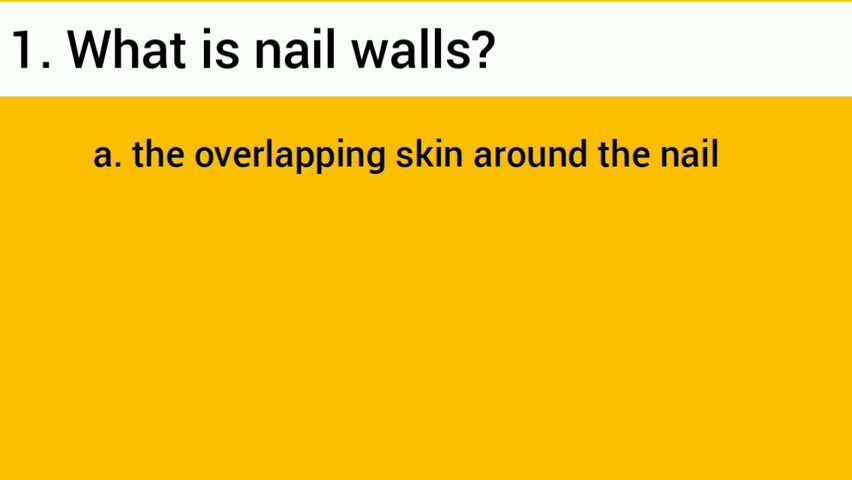 1. What is nail walls?
a. the overlapping skin around the nail